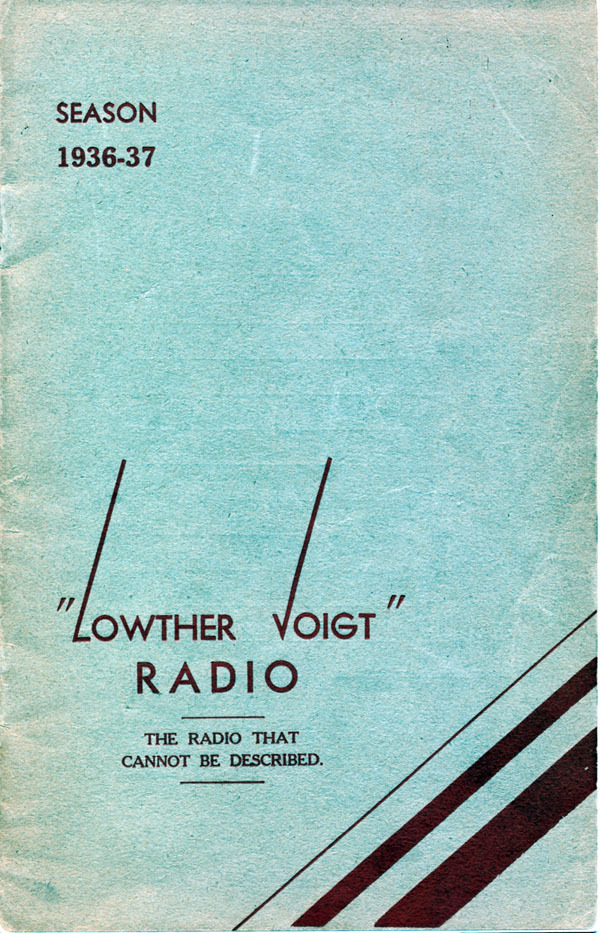 SEASON
1936-37
"LOWTHER VOIGT"
RADIO
THE RADIO THAT
CANNOT BE DESCRIBED.